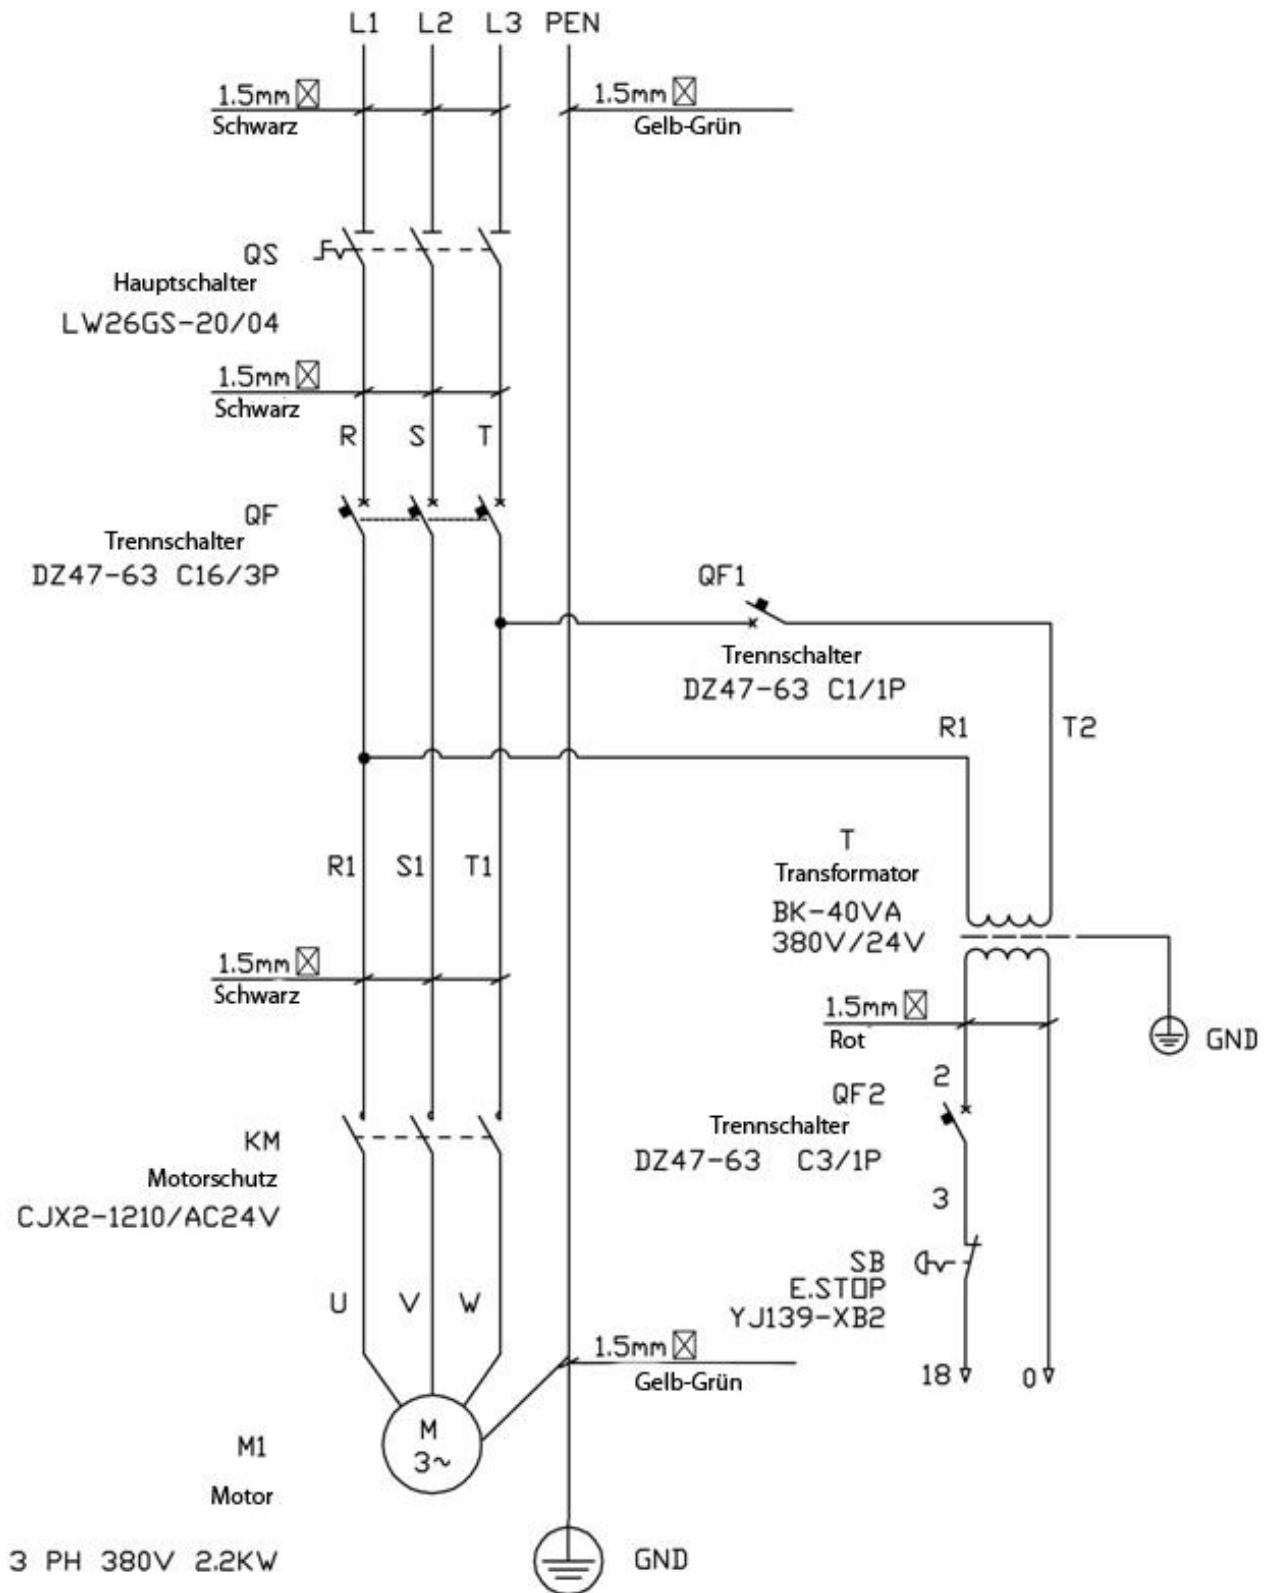 L1 L2 L3 PEN
1.5mm
Schwarz
1.5mm
Gelb-Grün
QS
Hauptschalter
LW26GS-20/04
1.5mm
Schwarz
R S T
QF
Trennschalter
DZ47-63 C16/3P
QF1
Trennschalter
DZ47-63 C1/1P
R1 T2
R1 S1 T1
T
Transformator
BK-40VA
380V/24V
1.5mm
Schwarz
1.5mm
Rot
GND
2
QF2
Trennschalter
DZ47-63 C3/1P
KM
Motorschutz
CJX2-1210/AC24V
3
SB
E.STOP
YJ139-XB2
U V W
1.5mm
Gelb-Grün
18 0
M
3~
M1
Motor
3 PH 380V 2.2KW
GND